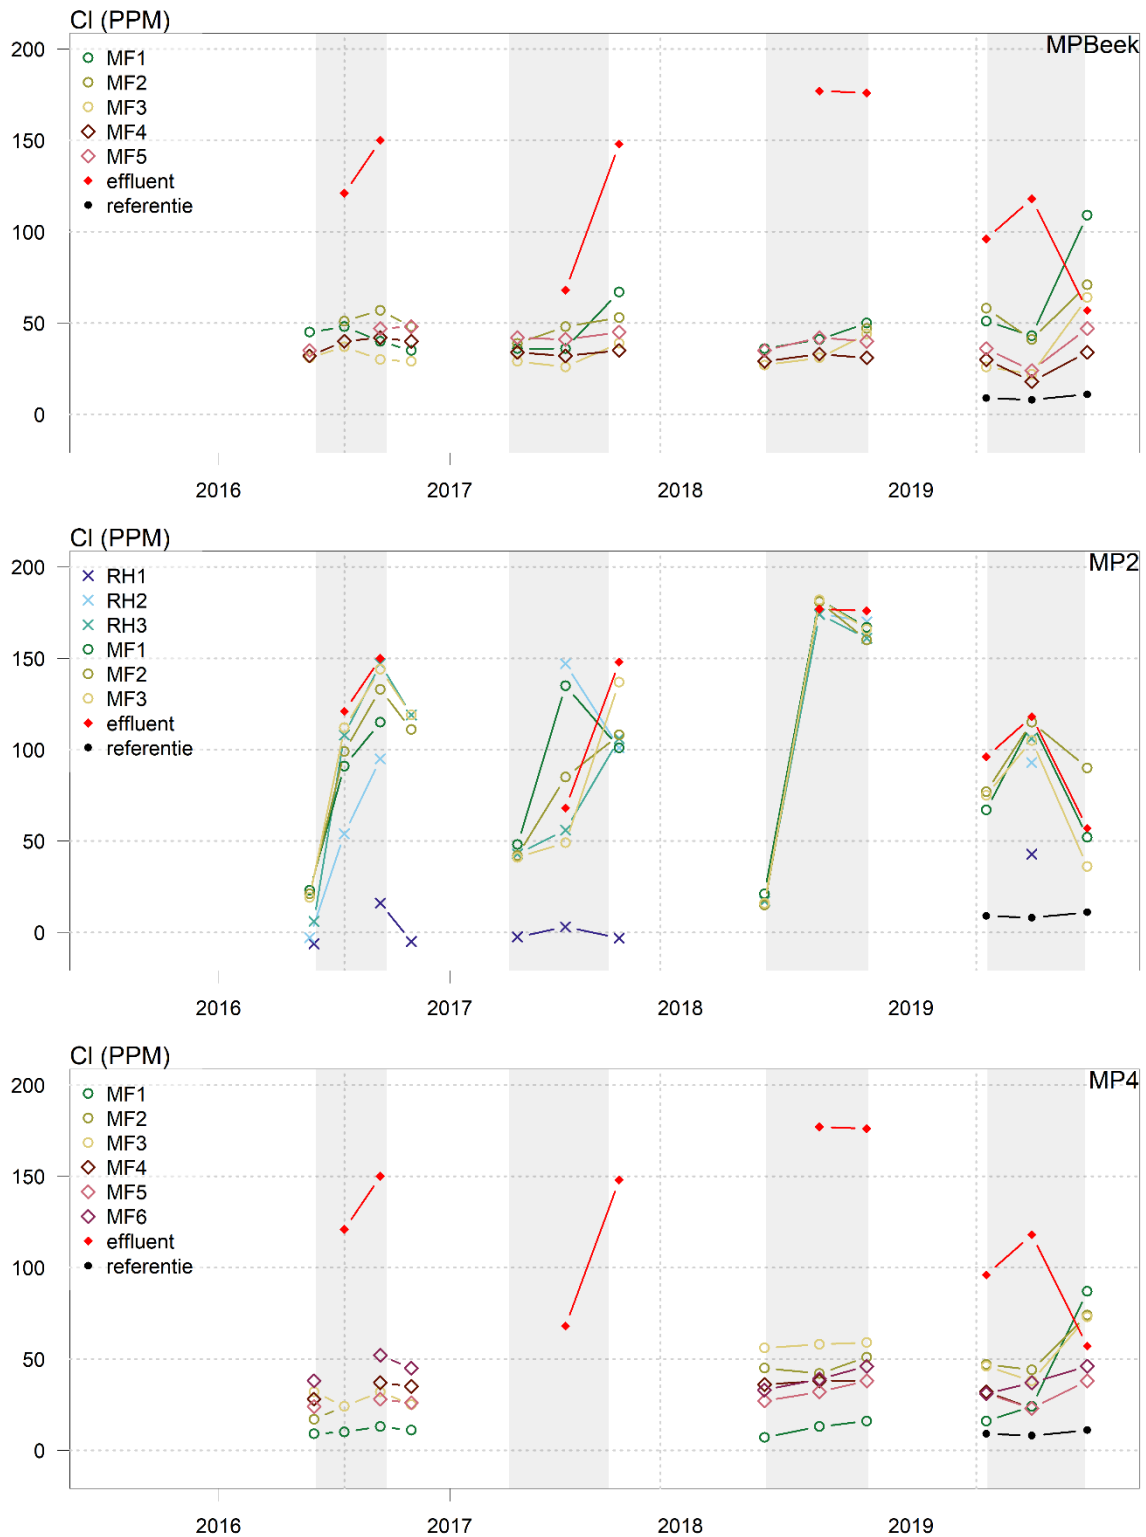 Cl (PPM)
MPBeek
200
150
100
50
0
MF1
MF2
MF3
MF4
MF5
effluent
referentie
2016
2017
2018
2019
Cl (PPM)
MP2
200
150
100
50
0
RH1
RH2
RH3
MF1
MF2
MF3
effluent
referentie
2016
2017
2018
2019
Cl (PPM)
MP4
200
150
100
50
0
MF1
MF2
MF3
MF4
MF5
MF6
effluent
referentie
2016
2017
2018
2019